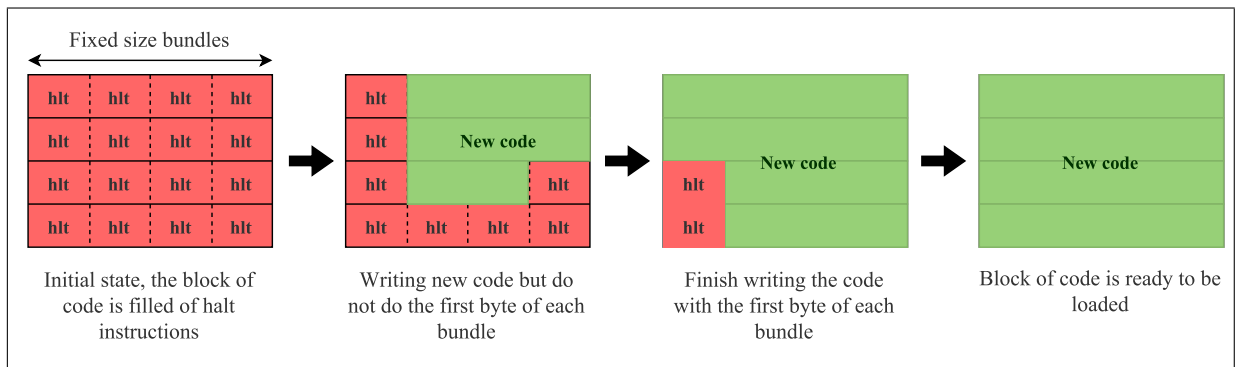 Fixed size bundles
hlt hlt hlt hlt
hlt hlt hlt hlt
hlt hlt hlt hlt
hlt hlt hlt hlt
Initial state, the block of
code is filled of halt
instructions
hlt
hlt New code
hlt hlt
hlt hlt hlt hlt
Writing new code but do
not do the first byte of each
bundle
New code
hlt
hlt
Finish writing the code
with the first byte of each
bundle
New code
Block of code is ready to be
loaded